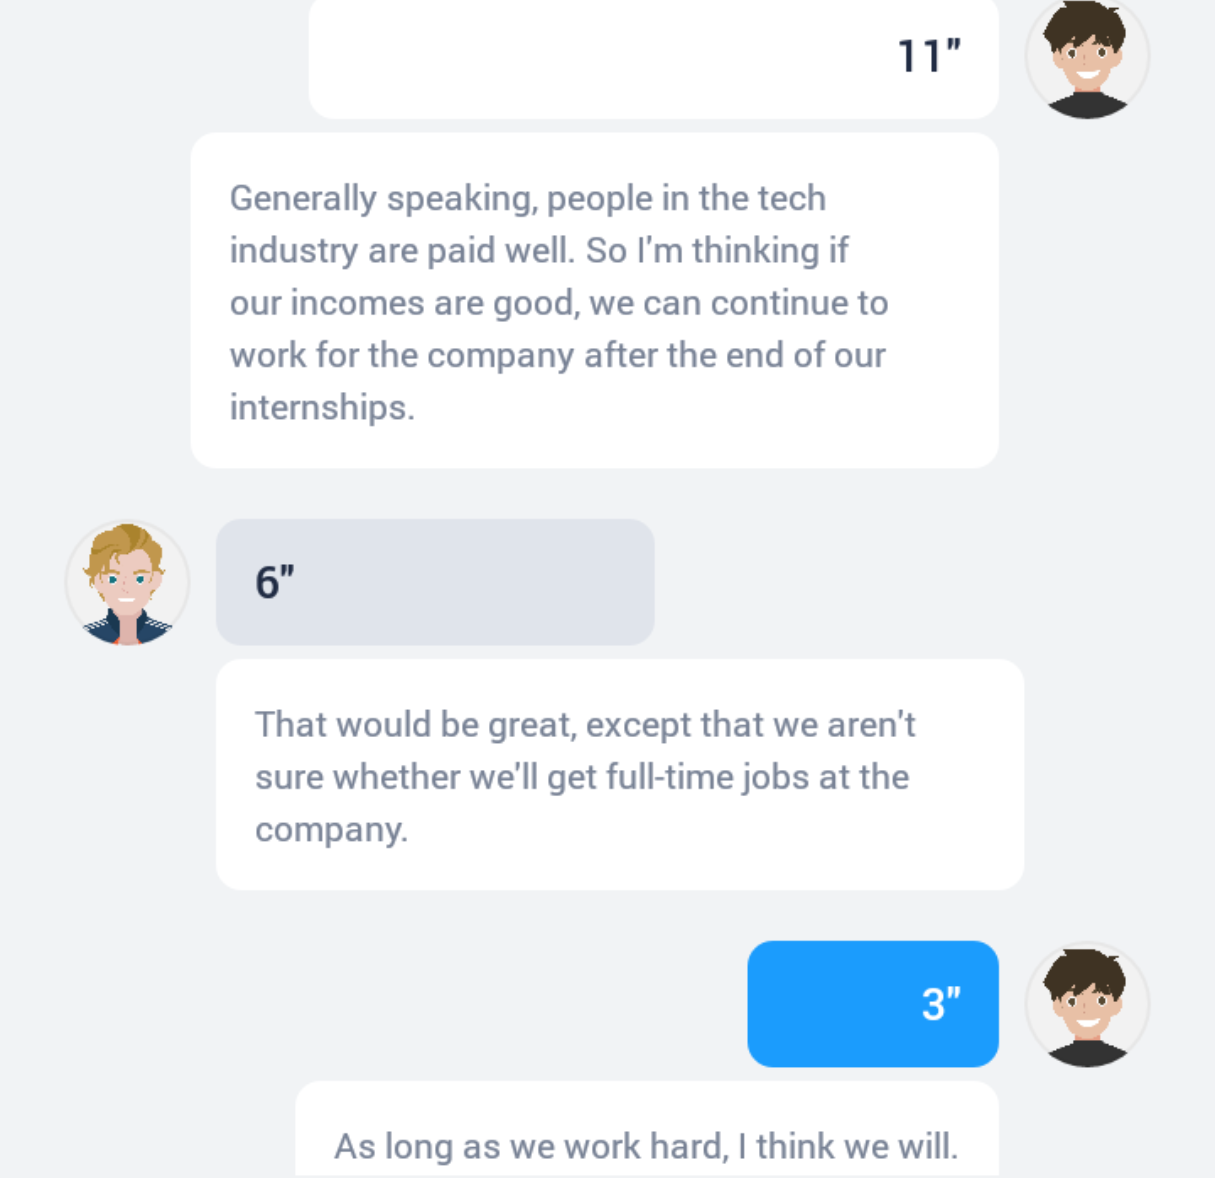 11"
Generally speaking, people in the tech
industry are paid well. So I'm thinking if
our incomes are good, we can continue to
work for the company after the end of our
internships.
6"
That would be great, except that we aren't
sure whether we'll get full-time jobs at the
company.
3"
As long as we work hard, I think we will.